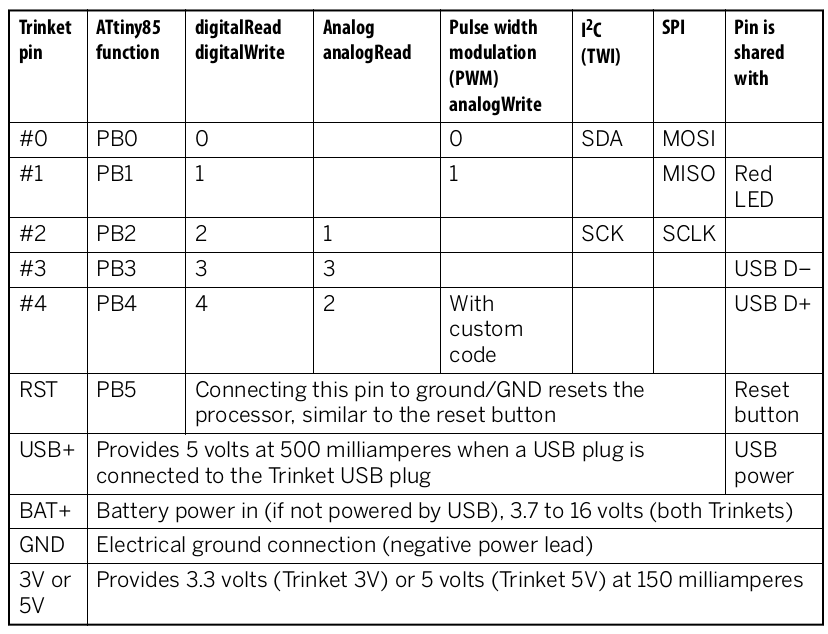 Trinket pin | ATtiny85 function | digitalRead digitalWrite | Analog analogRead | Pulse width modulation (PWM) analogWrite | I²C (TWI) | SPI | Pin is shared with
#0 | PB0 | 0 | | 0 | SDA | MOSI |
#1 | PB1 | 1 | | 1 | | MISO | Red LED
#2 | PB2 | 2 | 1 | | SCK | SCLK |
#3 | PB3 | 3 | 3 | | | | USB D–
#4 | PB4 | 4 | 2 | With custom code | | | USB D+
RST | PB5 | Connecting this pin to ground/GND resets the processor, similar to the reset button | Reset button
USB+ | Provides 5 volts at 500 milliamperes when a USB plug is connected to the Trinket USB plug | USB power
BAT+ | Battery power in (if not powered by USB), 3.7 to 16 volts (both Trinkets)
GND | Electrical ground connection (negative power lead)
3V or 5V | Provides 3.3 volts (Trinket 3V) or 5 volts (Trinket 5V) at 150 milliamperes